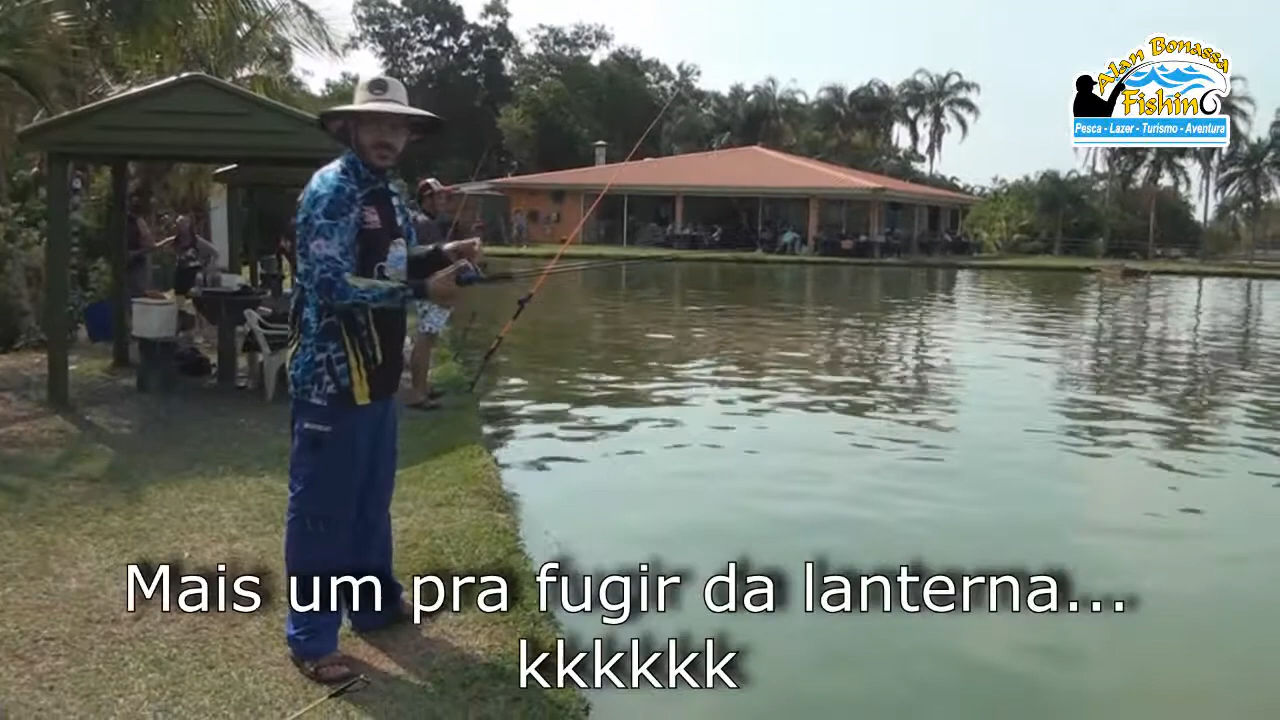 Alan Bonassa
Fishing
Pesca - Lazer - Turismo - Aventura
Mais um pra fugir da lanterna...
kkkkkk